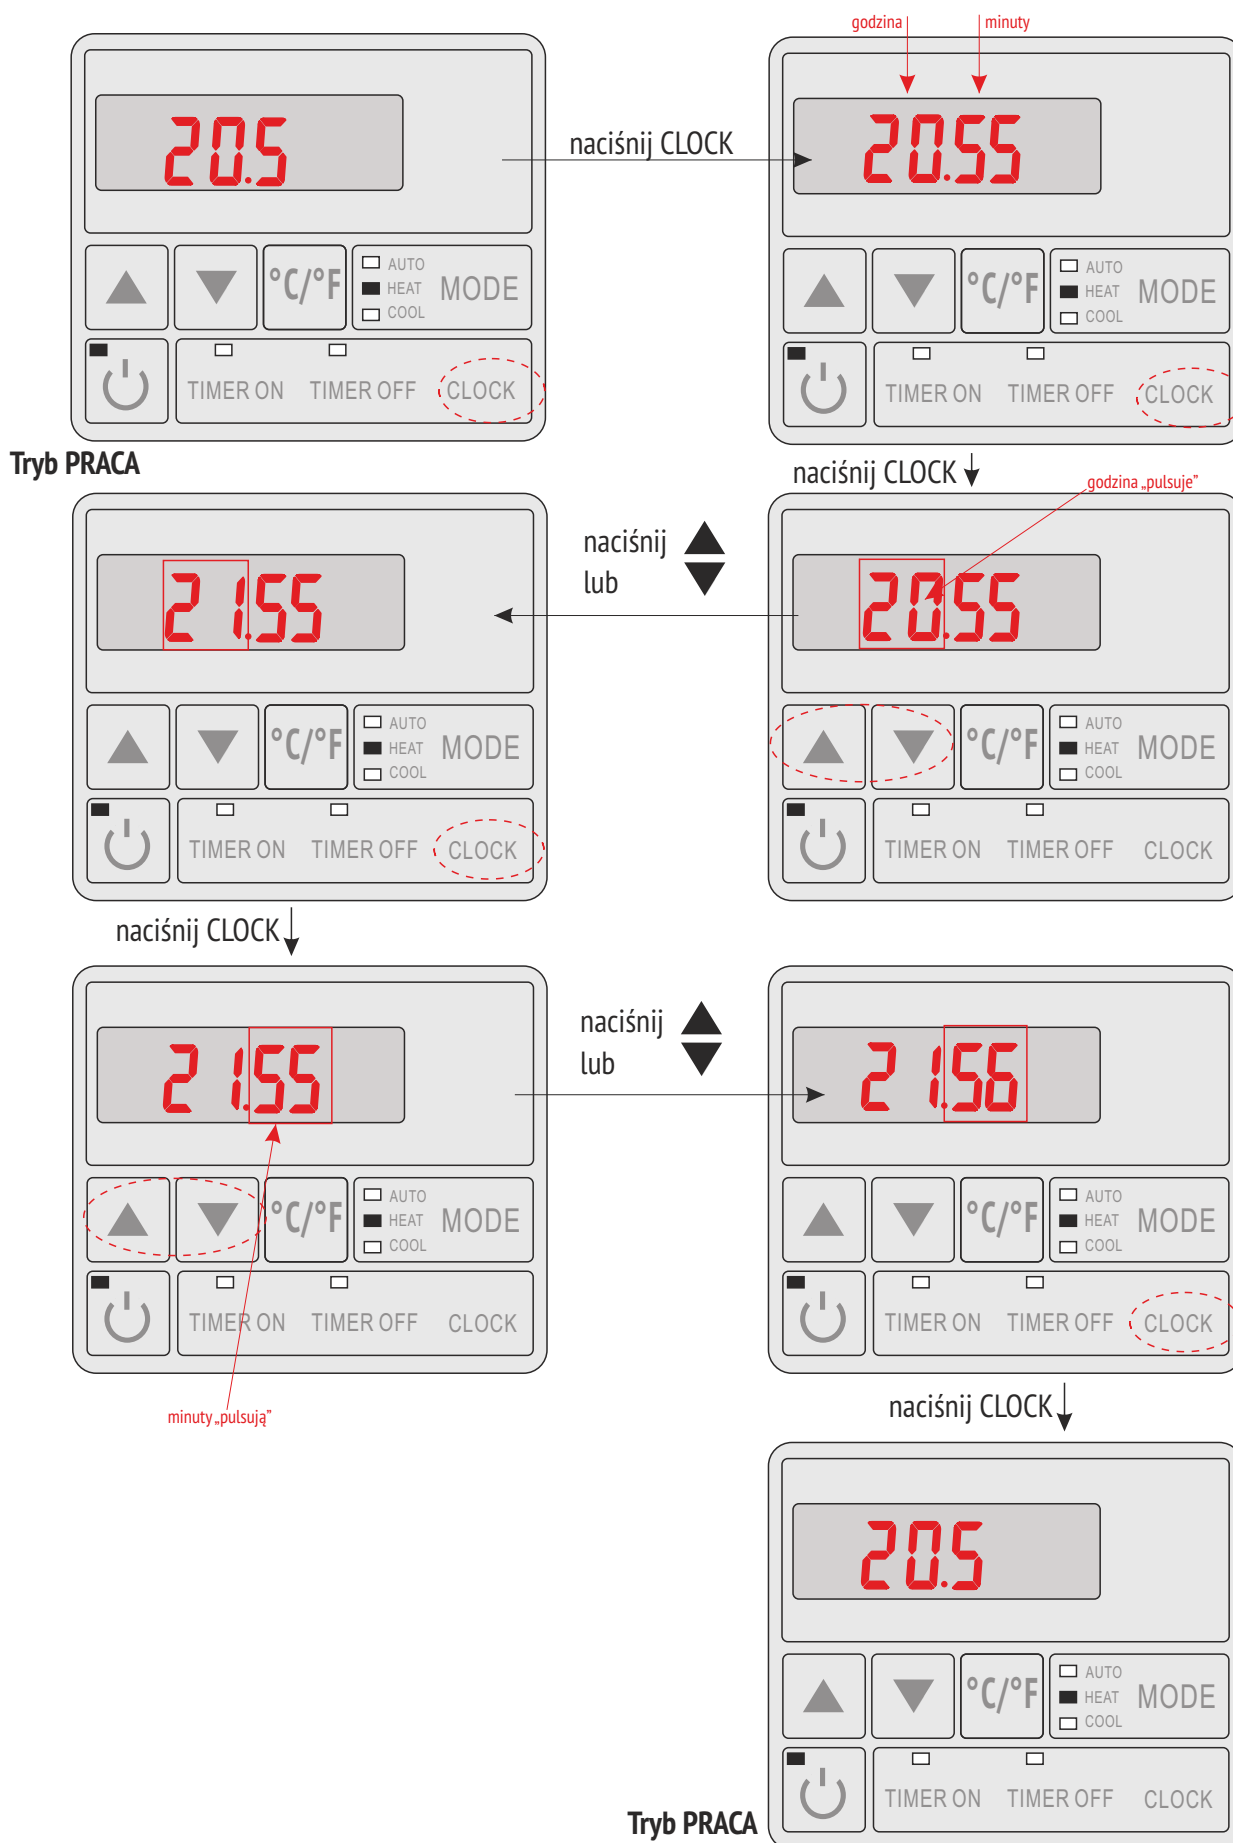 godzina
minuty
20.5
naciśnij CLOCK
20.55
°C/°F
AUTO
HEAT
COOL
MODE
TIMER ON
TIMER OFF
CLOCK
°C/°F
AUTO
HEAT
COOL
MODE
TIMER ON
TIMER OFF
CLOCK
Tryb PRACA
naciśnij CLOCK
godzina „pulsuje”
21.55
naciśnij
lub
20.55
°C/°F
AUTO
HEAT
COOL
MODE
TIMER ON
TIMER OFF
CLOCK
°C/°F
AUTO
HEAT
COOL
MODE
TIMER ON
TIMER OFF
CLOCK
naciśnij CLOCK
21.55
naciśnij
lub
21.56
°C/°F
AUTO
HEAT
COOL
MODE
TIMER ON
TIMER OFF
CLOCK
°C/°F
AUTO
HEAT
COOL
MODE
TIMER ON
TIMER OFF
CLOCK
minuty „pulsują”
naciśnij CLOCK
20.5
°C/°F
AUTO
HEAT
COOL
MODE
TIMER ON
TIMER OFF
CLOCK
Tryb PRACA